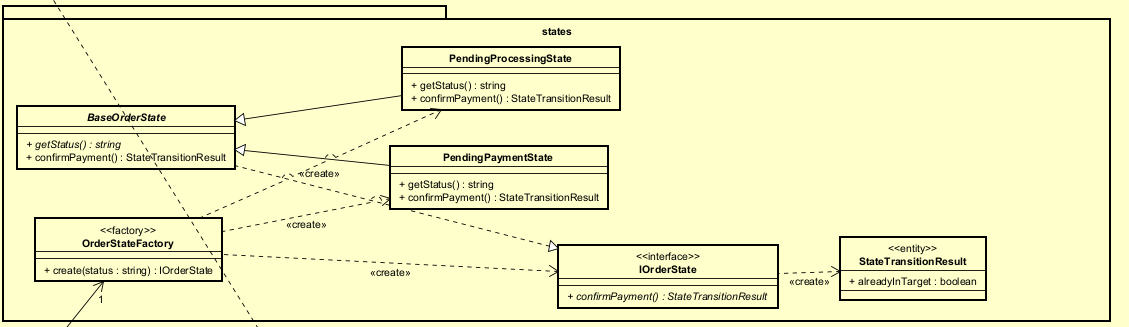 states
PendingProcessingState
+ getStatus() : string
+ confirmPayment() : StateTransitionResult
BaseOrderState
+ getStatus() : string
+ confirmPayment() : StateTransitionResult
PendingPaymentState
+ getStatus() : string
+ confirmPayment() : StateTransitionResult
«create»
«create»
<<factory>>
OrderStateFactory
+ create(status : string) : IOrderState
«create»
1
<<interface>>
IOrderState
+ confirmPayment() : StateTransitionResult
«create»
<<entity>>
StateTransitionResult
+ alreadyInTarget : boolean